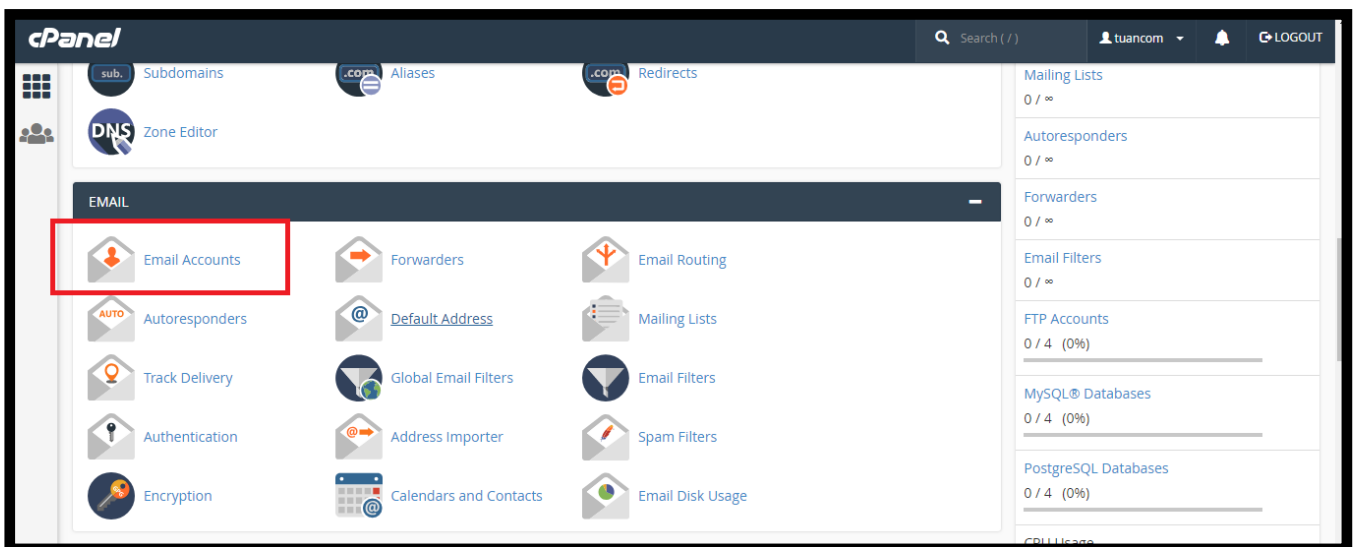 cPanel
Search ( / )
tuancom
LOGOUT
sub. Subdomains
.com Aliases
.com Redirects
DNS Zone Editor
EMAIL
Email Accounts
Forwarders
Email Routing
AUTO Autoresponders
@ Default Address
Mailing Lists
Track Delivery
Global Email Filters
Email Filters
Authentication
@ Address Importer
Spam Filters
Encryption
@ Calendars and Contacts
Email Disk Usage
Mailing Lists
0 / ∞
Autoresponders
0 / ∞
Forwarders
0 / ∞
Email Filters
0 / ∞
FTP Accounts
0 / 4 (0%)
MySQL® Databases
0 / 4 (0%)
PostgreSQL Databases
0 / 4 (0%)
CPU Usage